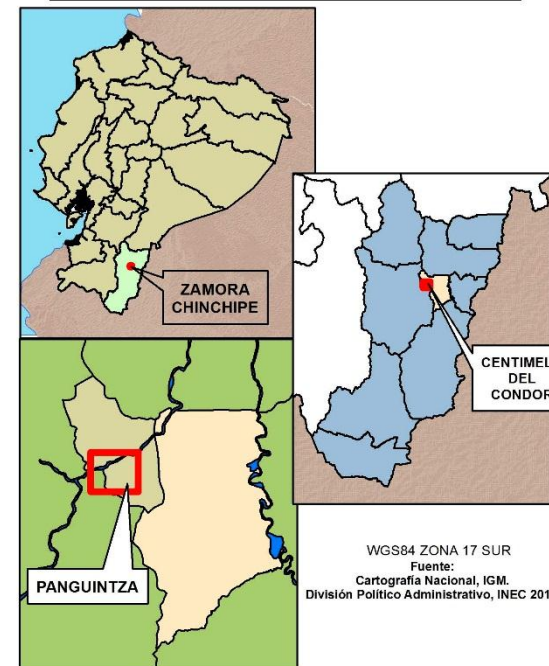 ZAMORA
CHINCHIPE
CENTIMEL
DEL
CONDOR
PANGUINTZA
WGS84 ZONA 17 SUR
Fuente:
Cartografía Nacional, IGM.
División Político Administrativo, INEC 201